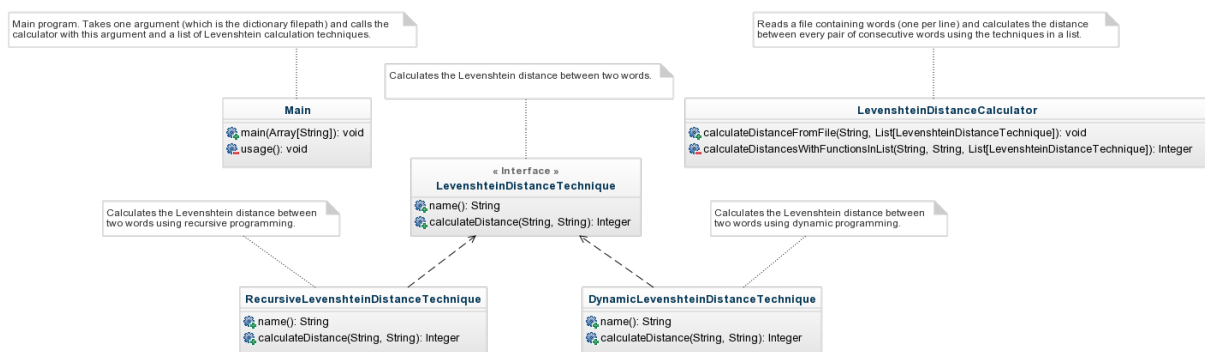 Main program. Takes one argument (which is the dictionary filepath) and calls the
calculator with this argument and a list of Levenshtein calculation techniques.
Reads a file containing words (one per line) and calculates the distance
between every pair of consecutive words using the techniques in a list.
Calculates the Levenshtein distance between two words.
Main
main(Array[String]): void
usage(): void
LevenshteinDistanceCalculator
calculateDistanceFromFile(String, List[LevenshteinDistanceTechnique]): void
calculateDistancesWithFunctionsInList(String, String, List[LevenshteinDistanceTechnique]): Integer
« Interface »
LevenshteinDistanceTechnique
name(): String
calculateDistance(String, String): Integer
Calculates the Levenshtein distance between
two words using recursive programming.
Calculates the Levenshtein distance between
two words using dynamic programming.
RecursiveLevenshteinDistanceTechnique
name(): String
calculateDistance(String, String): Integer
DynamicLevenshteinDistanceTechnique
name(): String
calculateDistance(String, String): Integer